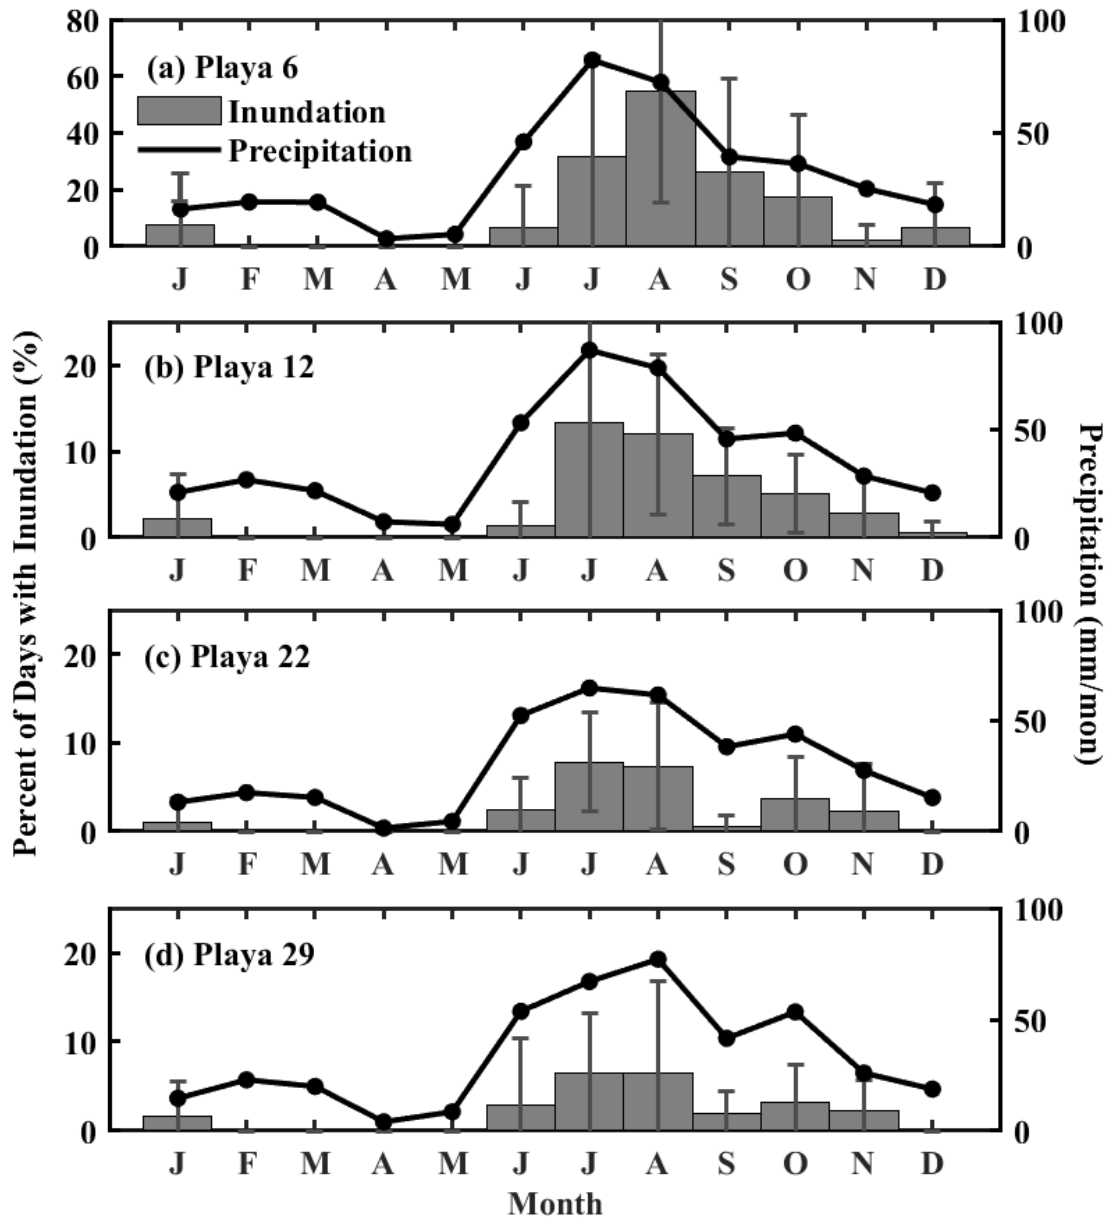 80
60
40
20
0
100
50
0
(a) Playa 6
Inundation
Precipitation
J F M A M J J A S O N D
20
10
0
100
50
0
(b) Playa 12
J F M A M J J A S O N D
20
10
0
100
50
0
(c) Playa 22
J F M A M J J A S O N D
20
10
0
100
50
0
(d) Playa 29
J F M A M J J A S O N D
Month
Percent of Days with Inundation (%)
Precipitation (mm/mon)